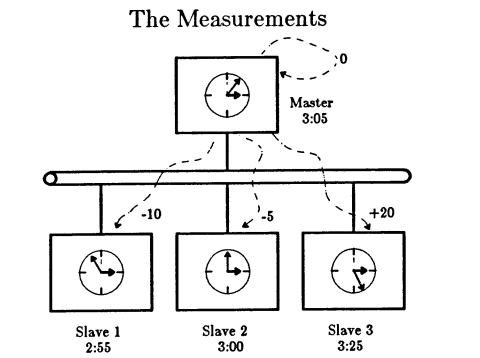 The Measurements
0
Master
3:05
-10
-5
+20
Slave 1
2:55
Slave 2
3:00
Slave 3
3:25